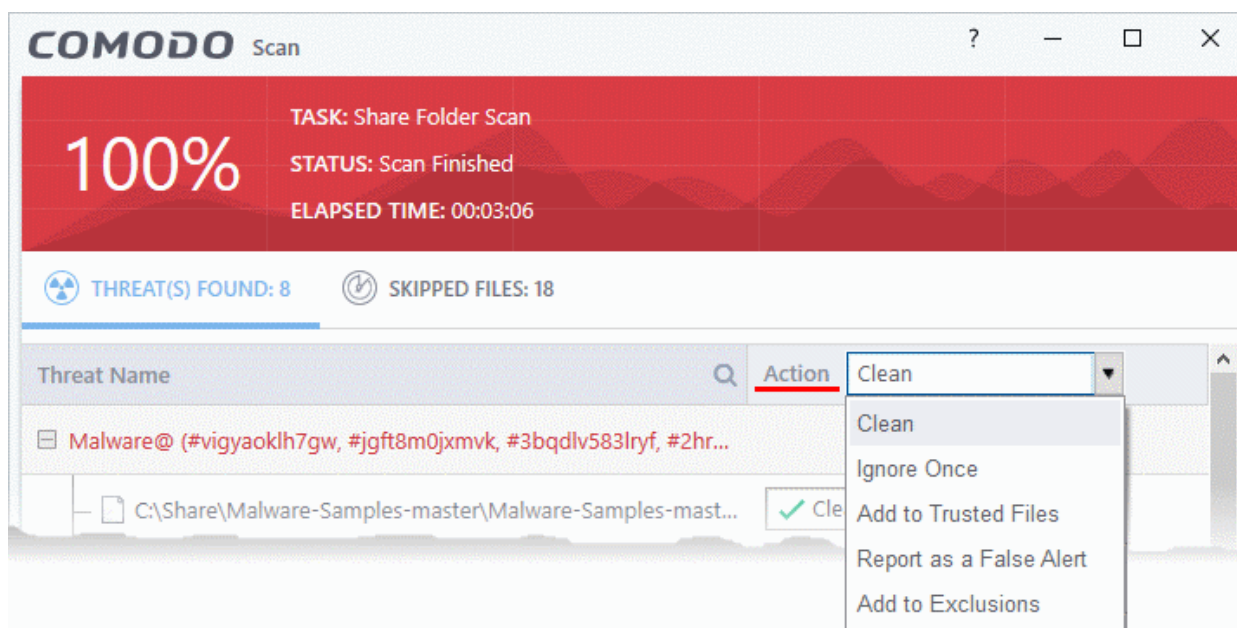 COMODO Scan ?
TASK: Share Folder Scan
100%
STATUS: Scan Finished
ELAPSED TIME: 00:03:06
THREAT(S) FOUND: 8 SKIPPED FILES: 18
Threat Name Action Clean
Clean
Malware@ (#vigyaoklh7gw, #jgft8m0jxmvk, #3bqdlv583lryf, #2hr...
Ignore Once
C:\Share\Malware-Samples-master\Malware-Samples-mast... Cle
Add to Trusted Files
Report as a False Alert
Add to Exclusions